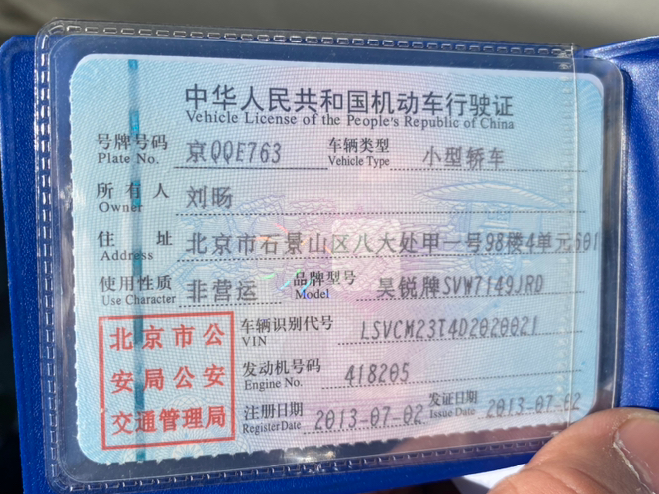 中华人民共和国机动车行驶证
Vehicle License of the People's Republic of China
号牌号码 京QQE763 车辆类型 小型轿车
Plate No. Vehicle Type
所有人 刘旸
Owner
住址 北京市石景山区八大处甲一号98楼4单元601
Address
使用性质 非营运 品牌型号 昊锐牌SVW7149JRD
Use Character Model
北京市公
安局公安
交通管理局
车辆识别代号 LSVCM23T4D2020021
VIN
发动机号码 418205
Engine No.
注册日期 2013-07-02 发证日期 2013-07-02
Register Date Issue Date